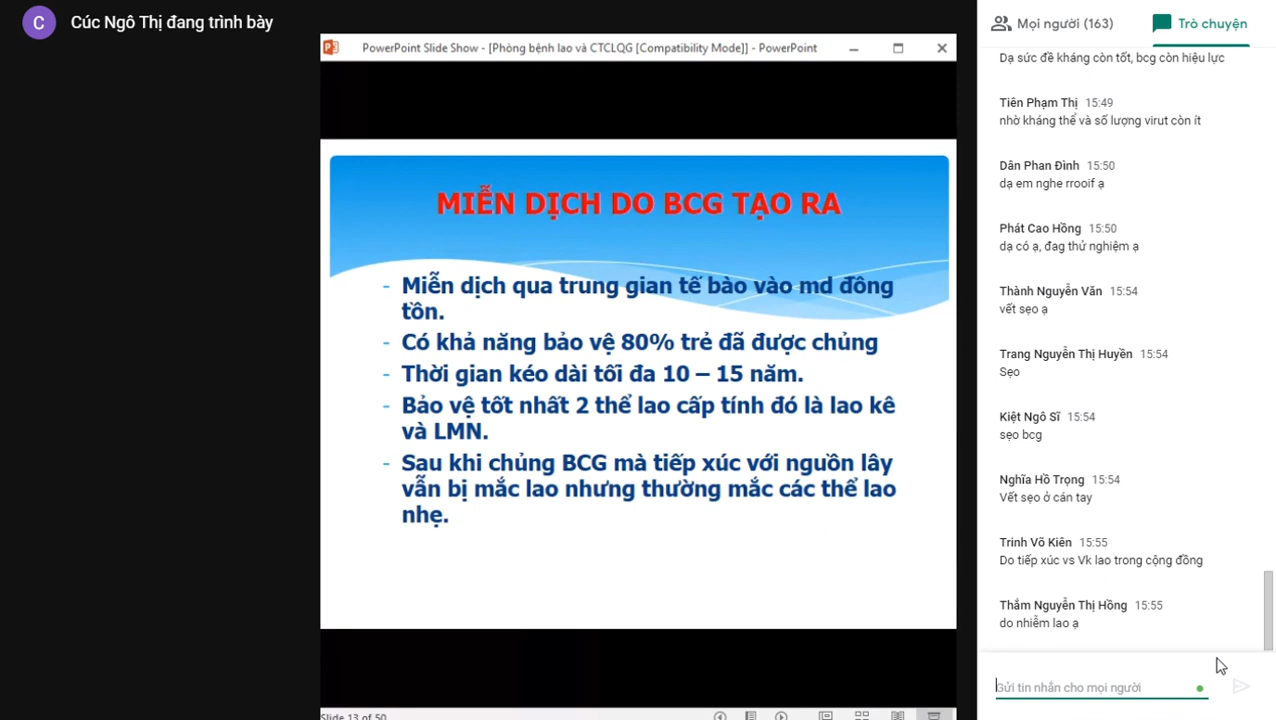 C Cúc Ngô Thị đang trình bày
PowerPoint Slide Show - [Phòng bệnh lao và CTCLQG [Compatibility Mode]] - PowerPoint
MIỄN DỊCH DO BCG TẠO RA
- Miễn dịch qua trung gian tế bào vào md đồng
tồn.
- Có khả năng bảo vệ 80% trẻ đã được chủng
- Thời gian kéo dài tối đa 10 – 15 năm.
- Bảo vệ tốt nhất 2 thể lao cấp tính đó là lao kê
và LMN.
- Sau khi chủng BCG mà tiếp xúc với nguồn lây
vẫn bị mắc lao nhưng thường mắc các thể lao
nhẹ.
Slide 13 of 50
Mọi người (163)
Trò chuyện
Dạ sức đề kháng còn tốt, bcg còn hiệu lực
Tiên Phạm Thị 15:49
nhờ kháng thể và số lượng virut còn ít
Dân Phan Đình 15:50
dạ em nghe rrooif ạ
Phát Cao Hồng 15:50
dạ có ạ, đag thử nghiệm ạ
Thành Nguyễn Văn 15:54
vết sẹo ạ
Trang Nguyễn Thị Huyền 15:54
Sẹo
Kiệt Ngô Sĩ 15:54
sẹo bcg
Nghĩa Hồ Trọng 15:54
Vết sẹo ở cán tay
Trinh Võ Kiên 15:55
Do tiếp xúc vs Vk lao trong cộng đồng
Thắm Nguyễn Thị Hồng 15:55
do nhiễm lao ạ
Gửi tin nhắn cho mọi người